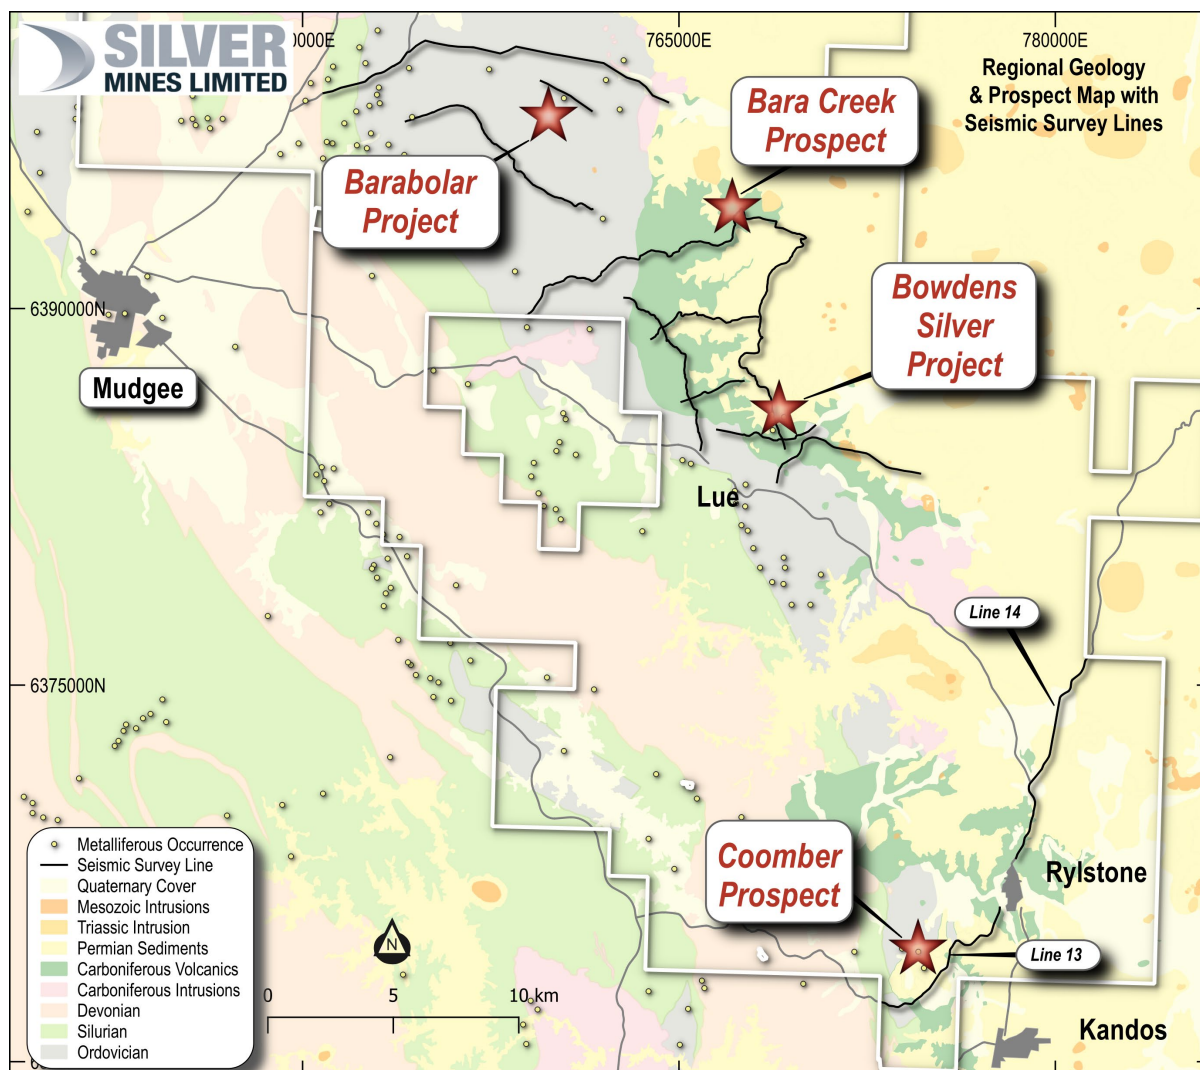 SILVER
MINES LIMITED
0000E
765000E
780000E
Regional Geology
& Prospect Map with
Seismic Survey Lines
Bara Creek
Prospect
Barabolar
Project
Bowdens
Silver
Project
6390000N
Mudgee
Lue
Line 14
6375000N
Coomber
Prospect
Rylstone
Line 13
Kandos
Metalliferous Occurrence
Seismic Survey Line
Quaternary Cover
Mesozoic Intrusions
Triassic Intrusion
Permian Sediments
Carboniferous Volcanics
Carboniferous Intrusions
Devonian
Silurian
Ordovician
N
0
5
10 km